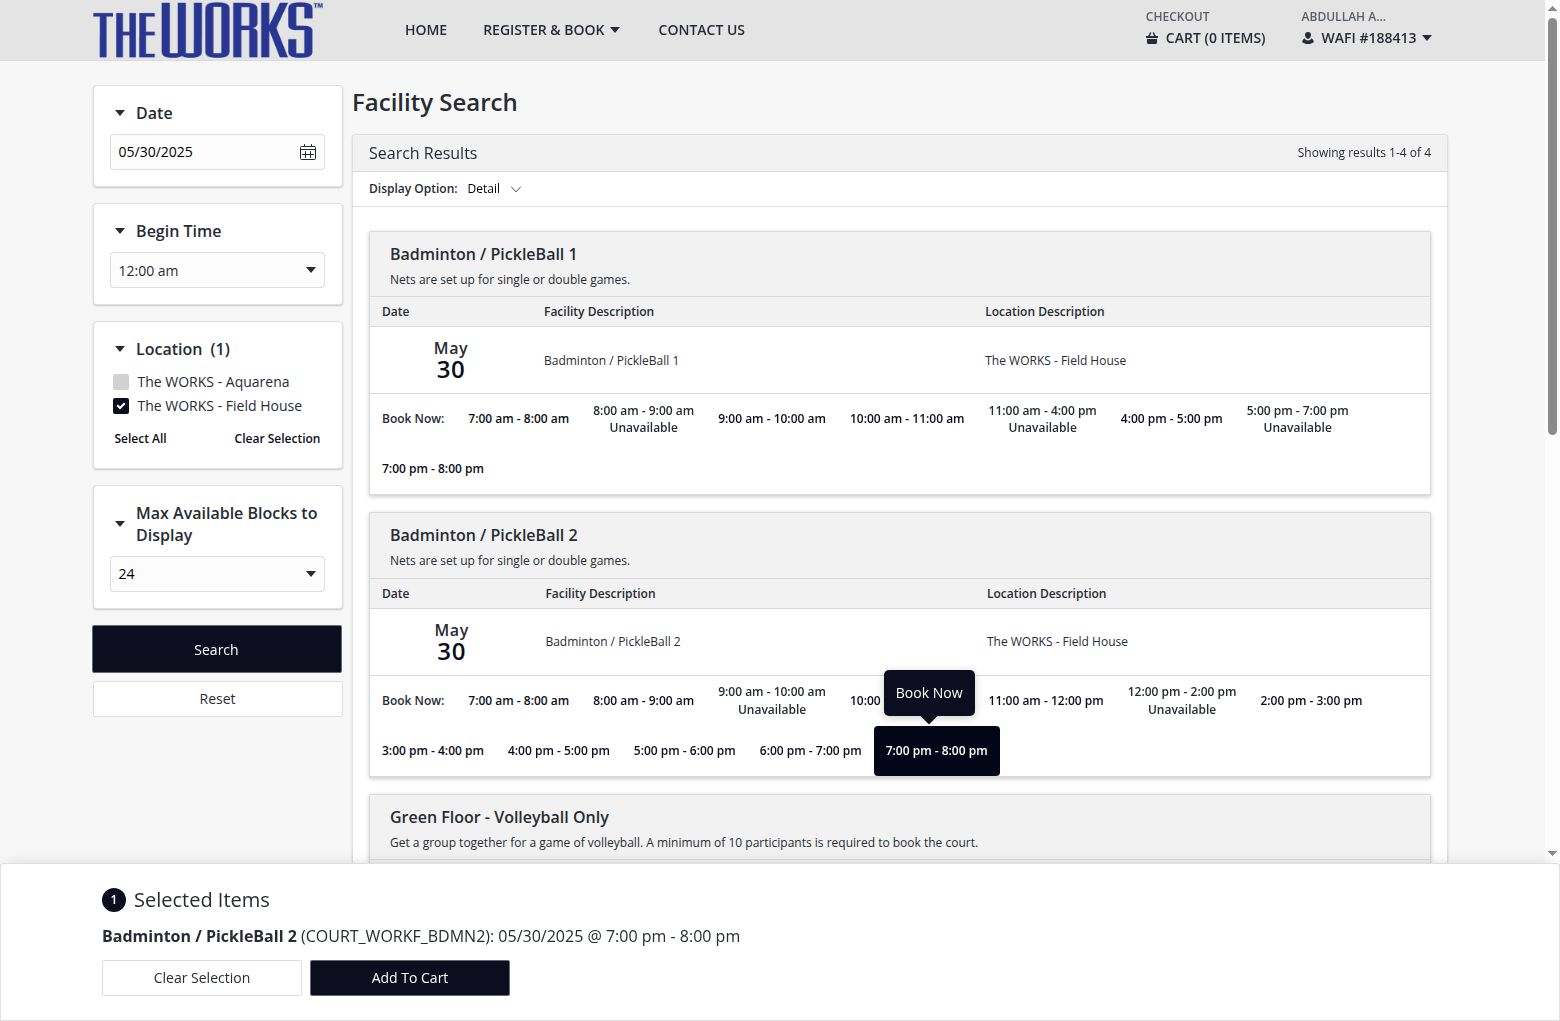 THE WORKS™
HOME
REGISTER & BOOK
CONTACT US
CHECKOUT
CART (0 ITEMS)
ABDULLAH A...
WAFI #188413
Date
05/30/2025
Begin Time
12:00 am
Location (1)
The WORKS - Aquarena
The WORKS - Field House
Select All
Clear Selection
Max Available Blocks to
Display
24
Search
Reset
Facility Search
Search Results
Showing results 1-4 of 4
Display Option: Detail
Badminton / PickleBall 1
Nets are set up for single or double games.
Date Facility Description Location Description
May
30
Badminton / PickleBall 1
The WORKS - Field House
Book Now:
7:00 am - 8:00 am
8:00 am - 9:00 am
Unavailable
9:00 am - 10:00 am
10:00 am - 11:00 am
11:00 am - 4:00 pm
Unavailable
4:00 pm - 5:00 pm
5:00 pm - 7:00 pm
Unavailable
7:00 pm - 8:00 pm
Badminton / PickleBall 2
Nets are set up for single or double games.
Date Facility Description Location Description
May
30
Badminton / PickleBall 2
The WORKS - Field House
Book Now:
7:00 am - 8:00 am
8:00 am - 9:00 am
9:00 am - 10:00 am
Unavailable
10:00
Book Now
11:00 am - 12:00 pm
12:00 pm - 2:00 pm
Unavailable
2:00 pm - 3:00 pm
3:00 pm - 4:00 pm
4:00 pm - 5:00 pm
5:00 pm - 6:00 pm
6:00 pm - 7:00 pm
7:00 pm - 8:00 pm
Green Floor - Volleyball Only
Get a group together for a game of volleyball. A minimum of 10 participants is required to book the court.
1 Selected Items
Badminton / PickleBall 2 (COURT_WORKF_BDMN2): 05/30/2025 @ 7:00 pm - 8:00 pm
Clear Selection
Add To Cart